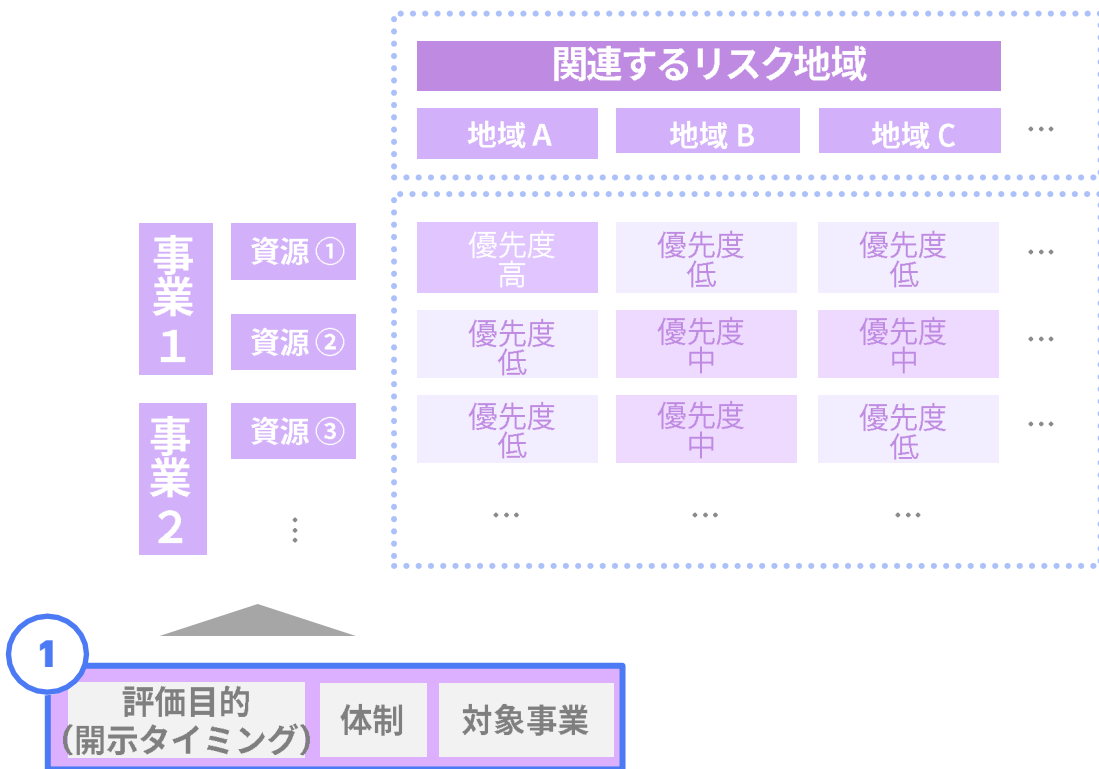 関連するリスク地域
地域 A
地域 B
地域 C
…
事業1
資源①
優先度
高
優先度
低
優先度
低
…
資源②
優先度
低
優先度
中
優先度
中
…
事業2
資源③
優先度
低
優先度
中
優先度
低
…
⋮
…
…
…
1
評価目的
(開示タイミング)
体制
対象事業